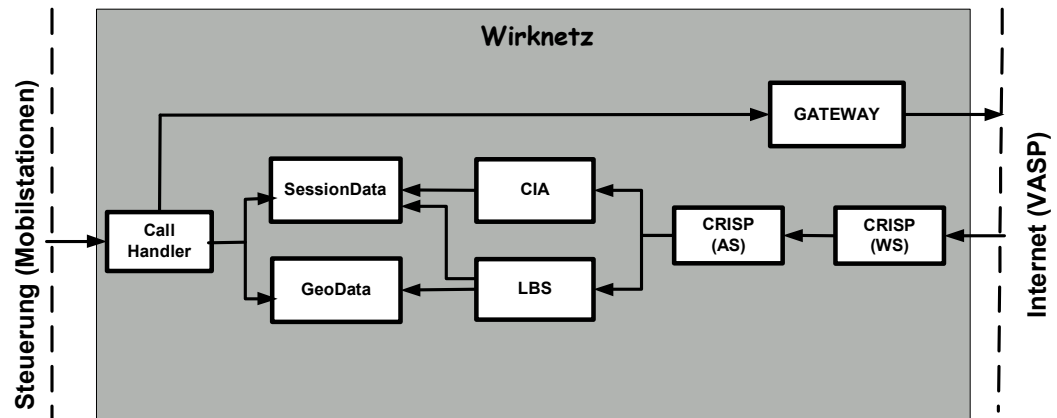 Wirknetz
Steuerung (Mobilstationen)
GATEWAY
SessionData
CIA
Call
Handler
CRISP
(AS)
CRISP
(WS)
GeoData
LBS
Internet (VASP)